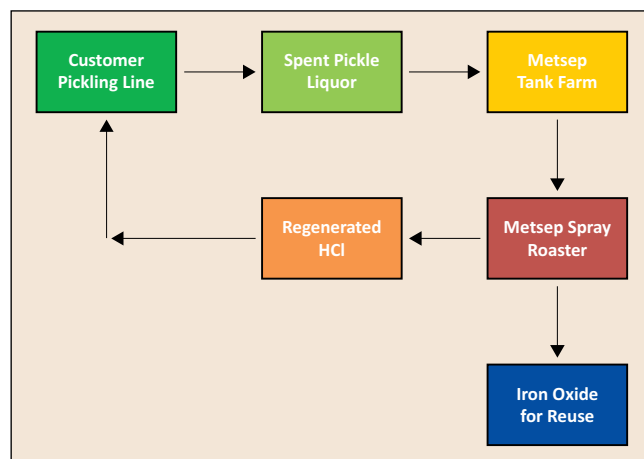 Customer
Pickling Line
Spent Pickle
Liquor
Metsep
Tank Farm
Regenerated
HCl
Metsep Spray
Roaster
Iron Oxide
for Reuse